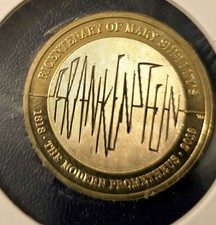 BICENTENARY OF MARY SHELLEY'S
FRANKENSTEIN
1818 · THE MODERN PROMETHEUS · 2018